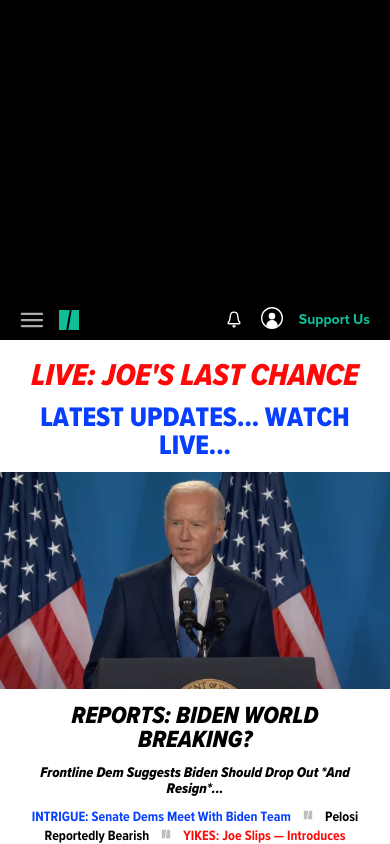 Support Us
LIVE: JOE'S LAST CHANCE
LATEST UPDATES... WATCH
LIVE...
REPORTS: BIDEN WORLD
BREAKING?
Frontline Dem Suggests Biden Should Drop Out *And
Resign*...
INTRIGUE: Senate Dems Meet With Biden Team Pelosi
Reportedly Bearish YIKES: Joe Slips — Introduces